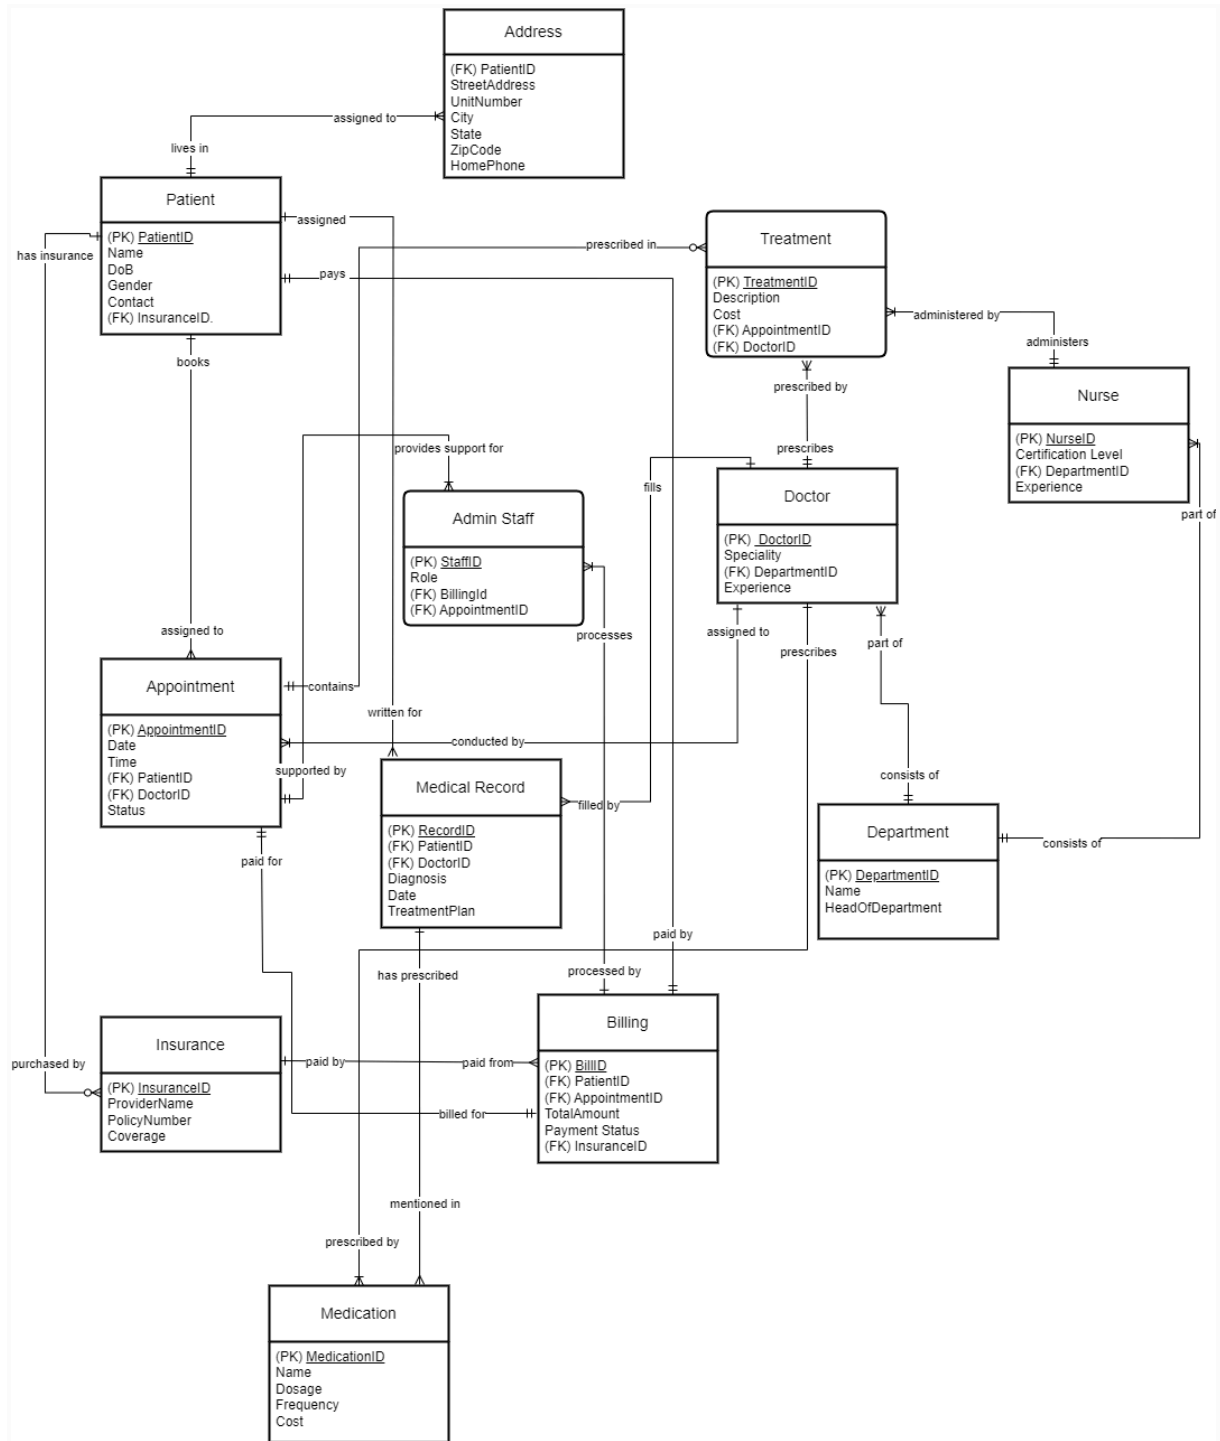 Address
(FK) PatientID
StreetAddress
UnitNumber
City
State
ZipCode
HomePhone
assigned to
lives in
Patient
(PK) PatientID
Name
DoB
Gender
Contact
(FK) InsuranceID.
assigned
has insurance
pays
books
prescribed in
Treatment
(PK) TreatmentID
Description
Cost
(FK) AppointmentID
(FK) DoctorID
administered by
administers
prescribed by
prescribes
Nurse
(PK) NurseID
Certification Level
(FK) DepartmentID
Experience
part of
provides support for
fills
Admin Staff
(PK) StaffID
Role
(FK) BillingId
(FK) AppointmentID
processes
Doctor
(PK) DoctorID
Speciality
(FK) DepartmentID
Experience
assigned to
prescribes
part of
assigned to
Appointment
(PK) AppointmentID
Date
Time
(FK) PatientID
(FK) DoctorID
Status
contains
written for
conducted by
supported by
Medical Record
(PK) RecordID
(FK) PatientID
(FK) DoctorID
Diagnosis
Date
TreatmentPlan
filled by
consists of
Department
(PK) DepartmentID
Name
HeadOfDepartment
consists of
paid for
has prescribed
paid by
processed by
Billing
(PK) BillID
(FK) PatientID
(FK) AppointmentID
TotalAmount
Payment Status
(FK) InsuranceID
Insurance
(PK) InsuranceID
ProviderName
PolicyNumber
Coverage
purchased by
paid by
paid from
billed for
mentioned in
prescribed by
Medication
(PK) MedicationID
Name
Dosage
Frequency
Cost